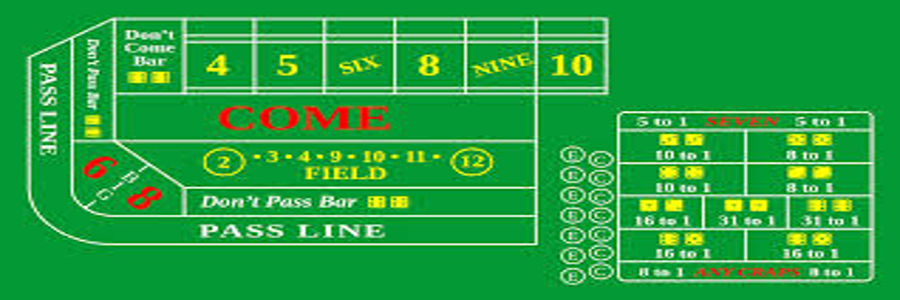 PASS LINE
Don't Pass Bar
Don't
Come
Bar
4 5 SIX 8 NINE 10
COME
2 • 3 • 4 • 9 • 10 • 11 • 12
FIELD
6 8
BIG
Don't Pass Bar
PASS LINE
E C
E C
E C
E C
E C
E C
E C
5 to 1 SEVEN 5 to 1
10 to 1 8 to 1
10 to 1 8 to 1
16 to 1 31 to 1 31 to 1
16 to 1 16 to 1
8 to 1 ANY CRAPS 8 to 1